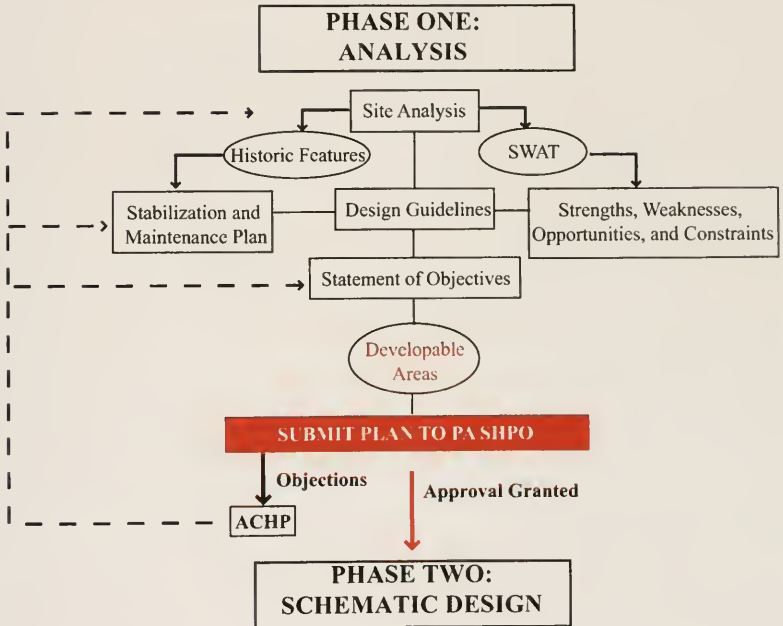 PHASE ONE:
ANALYSIS
Site Analysis
Historic Features
SWAT
Stabilization and
Maintenance Plan
Design Guidelines
Strengths, Weaknesses,
Opportunities, and Constraints
Statement of Objectives
Developable
Areas
SUBMIT PLAN TO PA SHPO
Objections
Approval Granted
ACHP
PHASE TWO:
SCHEMATIC DESIGN